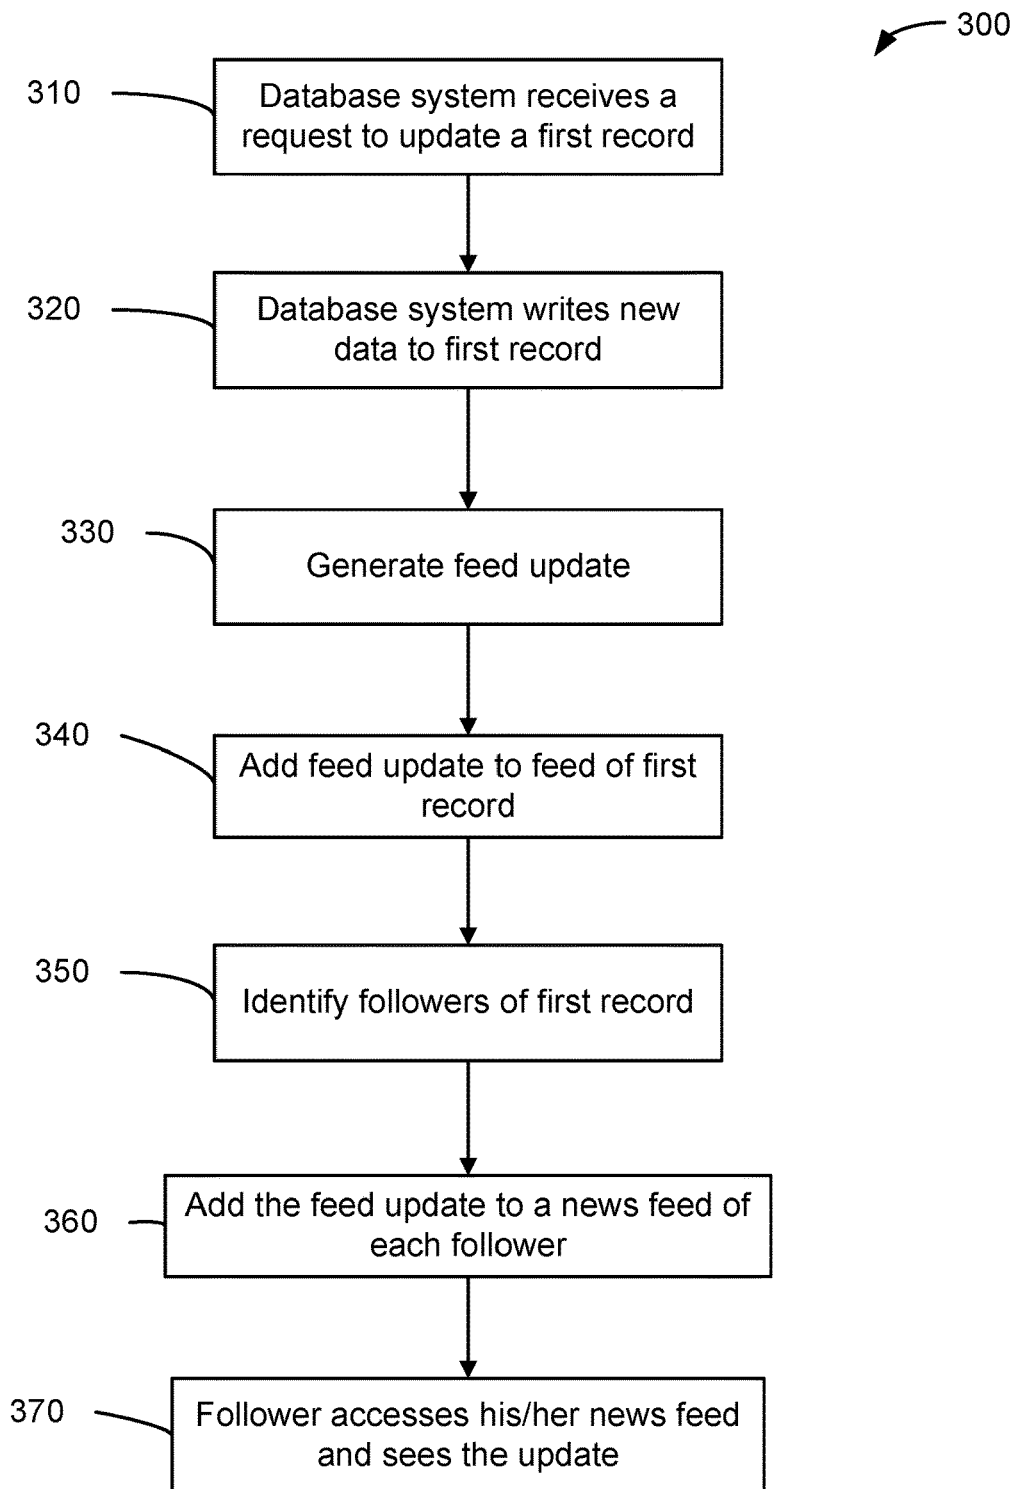 300
310
Database system receives a
request to update a first record
320
Database system writes new
data to first record
330
Generate feed update
340
Add feed update to feed of first
record
350
Identify followers of first record
360
Add the feed update to a news feed of
each follower
370
Follower accesses his/her news feed
and sees the update